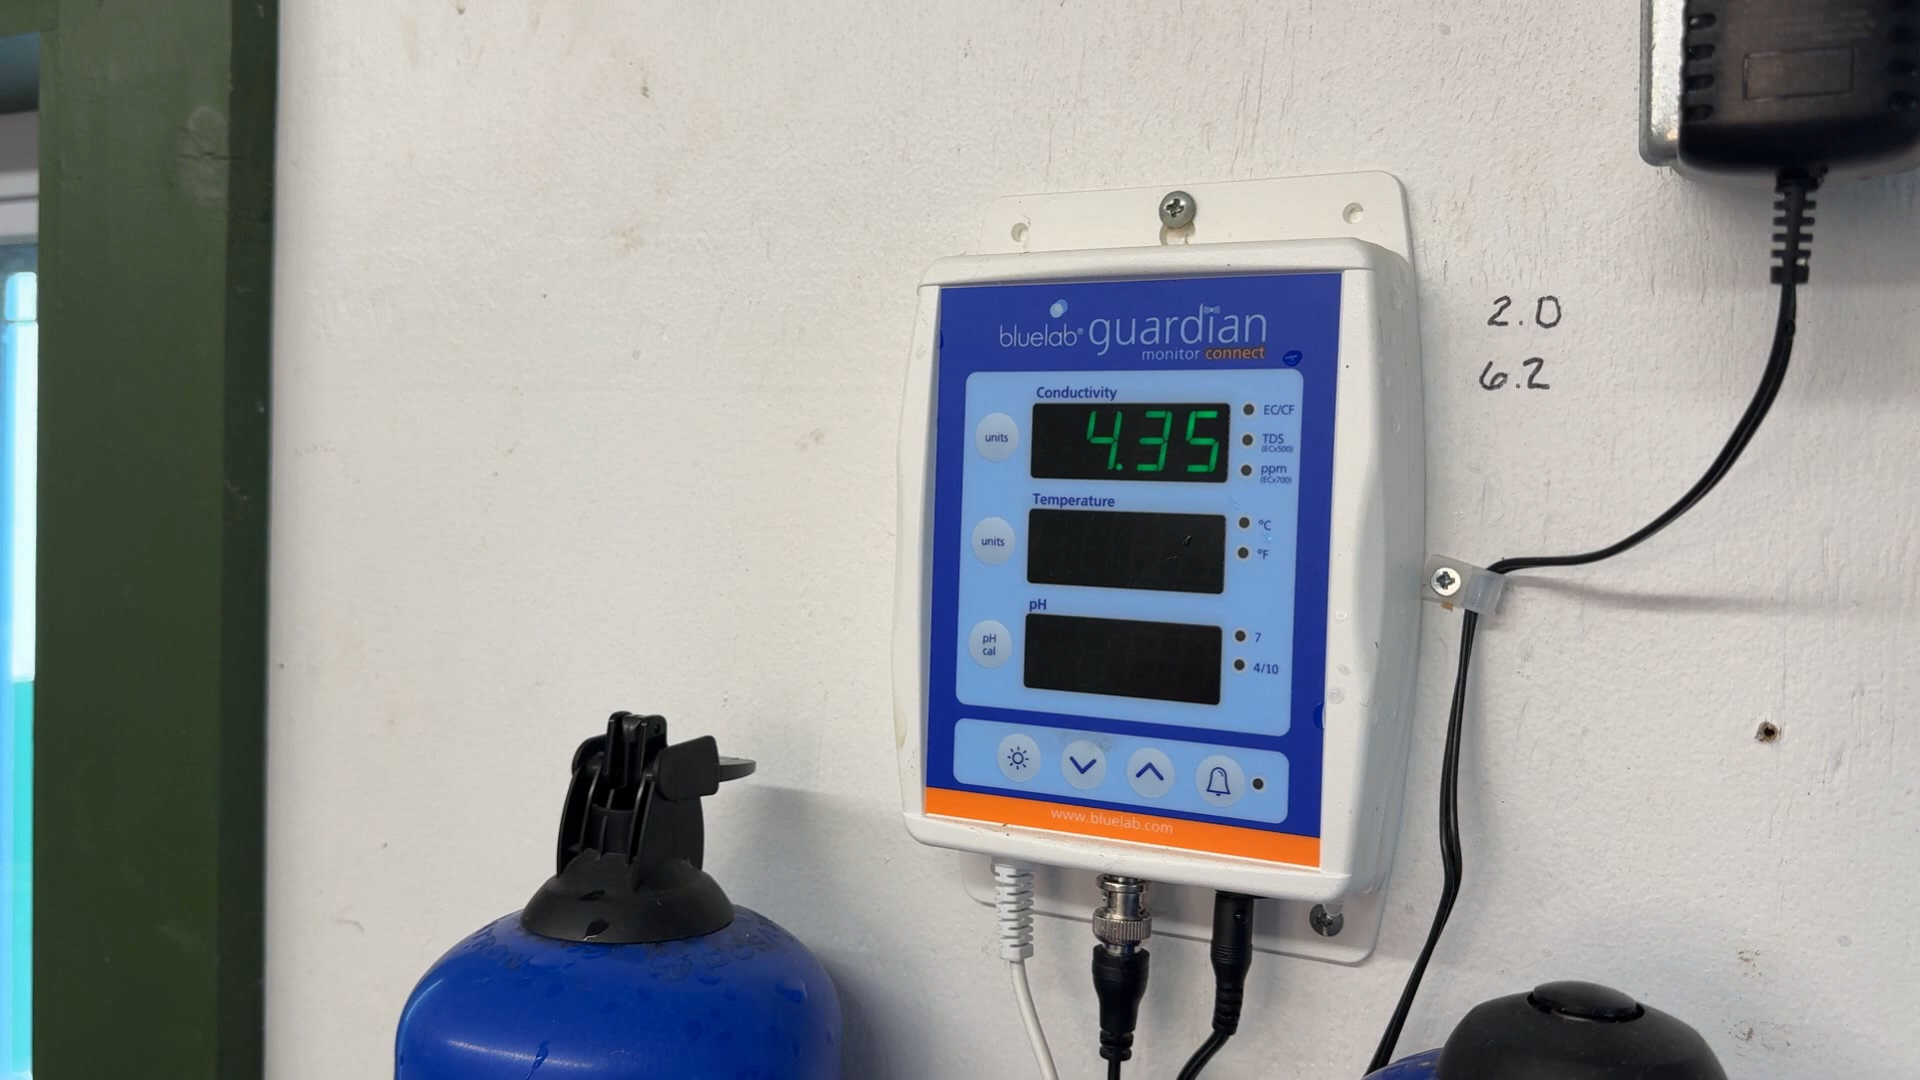 bluelab® guardian
monitor connect
Conductivity
units
4.35
EC/CF
TDS
(ECx500)
ppm
(ECx700)
Temperature
units
°C
°F
pH
pH
cal
7
4/10
www.bluelab.com
2.0
6.2